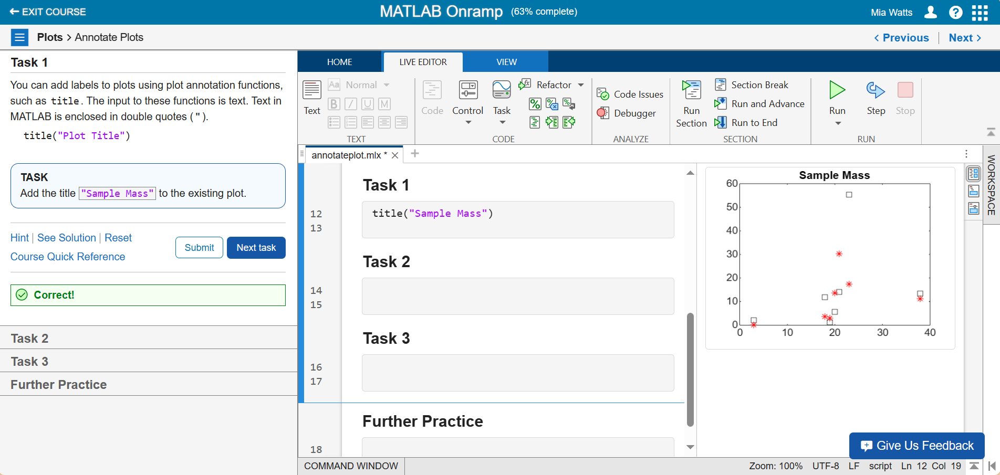 EXIT COURSE
MATLAB Onramp (63% complete)
Mia Watts
Plots > Annotate Plots
< Previous
Next >
Task 1
You can add labels to plots using plot annotation functions,
such as title. The input to these functions is text. Text in
MATLAB is enclosed in double quotes (").
title("Plot Title")
TASK
Add the title "Sample Mass" to the existing plot.
Hint | See Solution | Reset
Course Quick Reference
Submit
Next task
Correct!
Task 2
Task 3
Further Practice
HOME
LIVE EDITOR
VIEW
Text
Aa Normal
B I U M
TEXT
Code
Control
Task
Refactor
CODE
Code Issues
Debugger
ANALYZE
Run
Section
Section Break
Run and Advance
Run to End
SECTION
Run
Step
Stop
RUN
annotateplot.mlx *
WORKSPACE
Task 1
12
title("Sample Mass")
13
Task 2
14
15
Task 3
16
17
Further Practice
18
Sample Mass
60
50
40
30
20
10
0
0 10 20 30 40
Give Us Feedback
COMMAND WINDOW
Zoom: 100% UTF-8 LF script Ln 12 Col 19